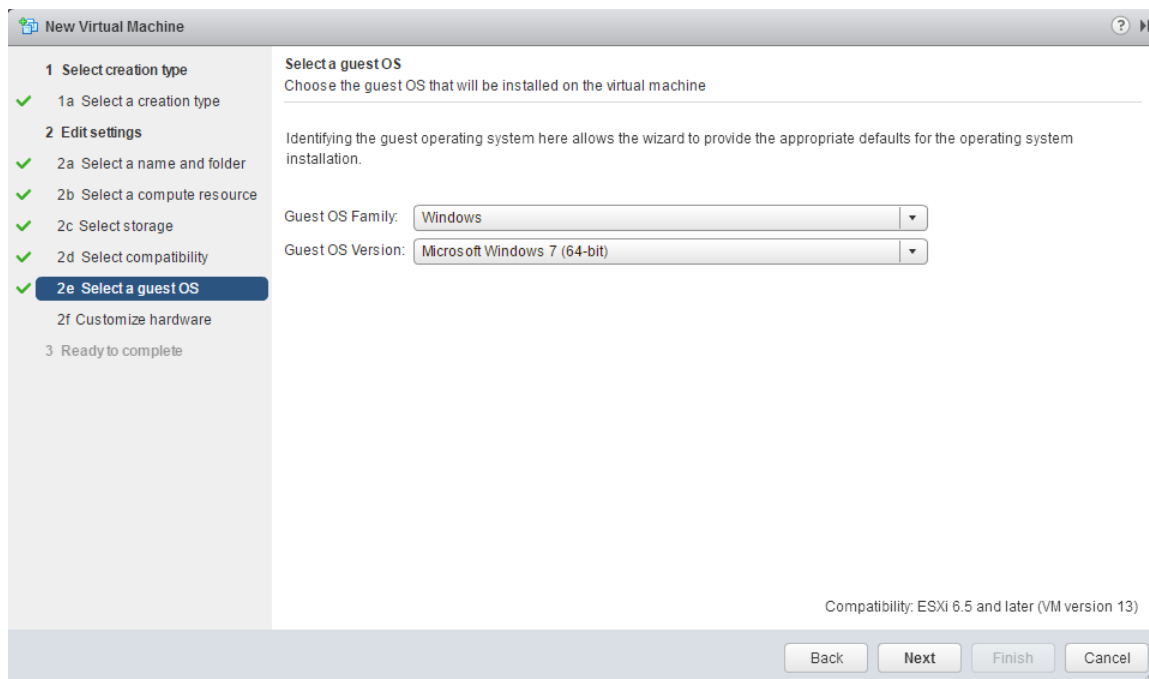 New Virtual Machine
?
1 Select creation type
1a Select a creation type
2 Edit settings
2a Select a name and folder
2b Select a compute resource
2c Select storage
2d Select compatibility
2e Select a guest OS
2f Customize hardware
3 Ready to complete
Select a guest OS
Choose the guest OS that will be installed on the virtual machine
Identifying the guest operating system here allows the wizard to provide the appropriate defaults for the operating system
installation.
Guest OS Family: Windows
Guest OS Version: Microsoft Windows 7 (64-bit)
Compatibility: ESXi 6.5 and later (VM version 13)
Back Next Finish Cancel